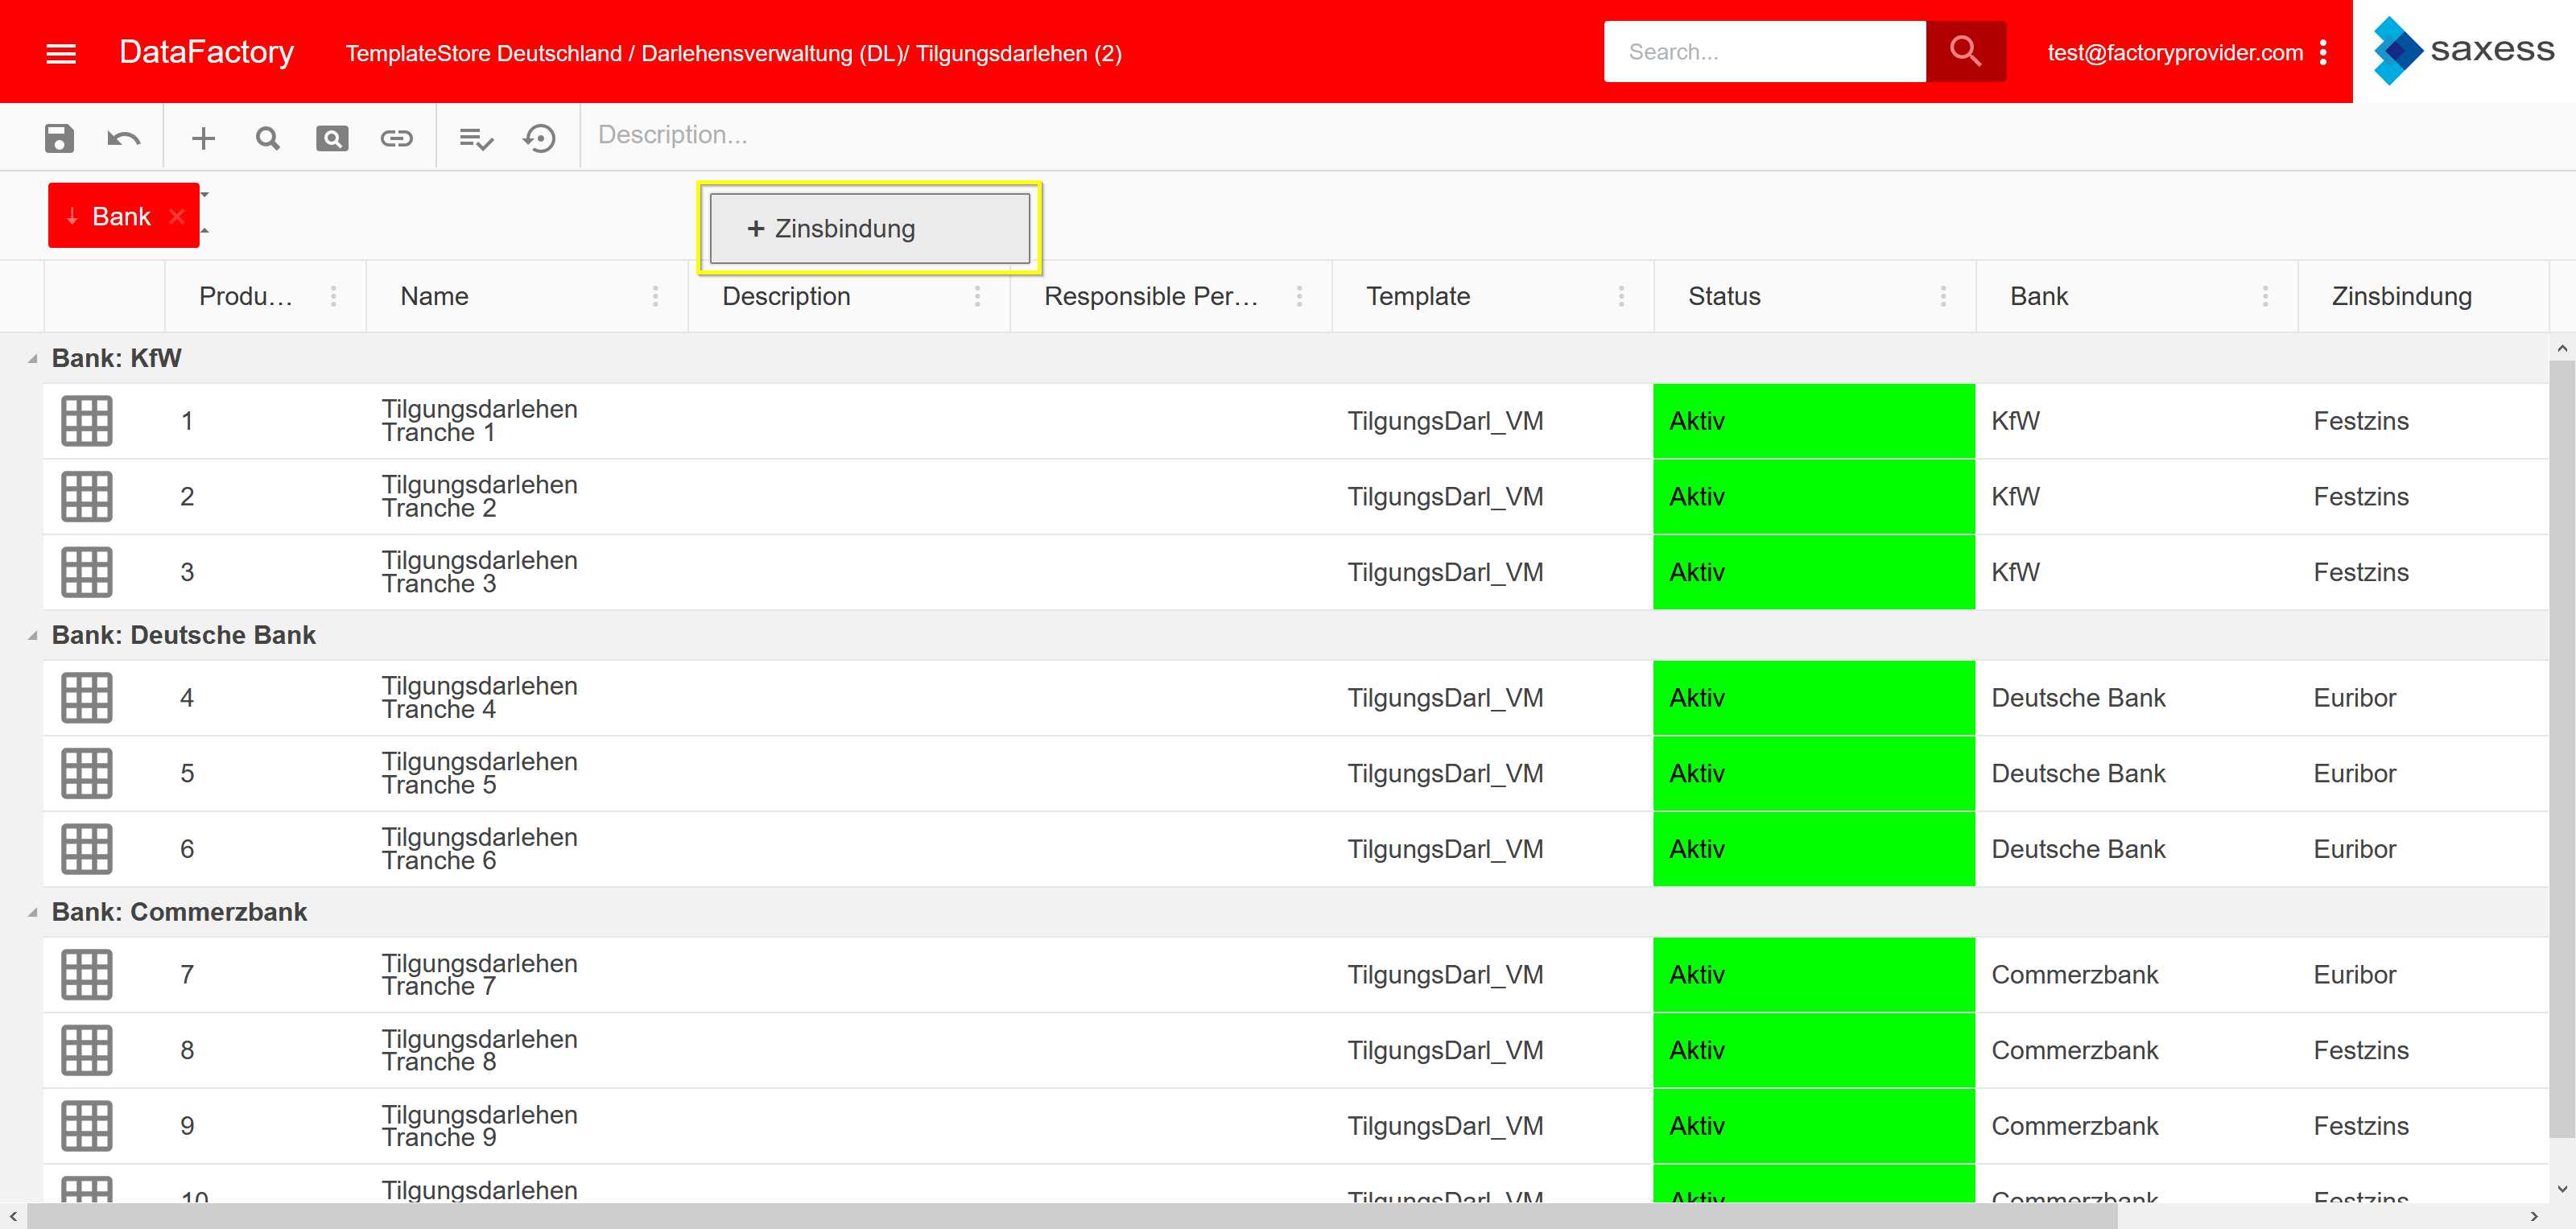 DataFactory
TemplateStore Deutschland / Darlehensverwaltung (DL)/ Tilgungsdarlehen (2)
Search...
test@factoryprovider.com
saxess
Description...
Bank
+ Zinsbindung
Produ... Name Description Responsible Per... Template Status Bank Zinsbindung
Bank: KfW
1 Tilgungsdarlehen Tranche 1 TilgungsDarl_VM Aktiv KfW Festzins
2 Tilgungsdarlehen Tranche 2 TilgungsDarl_VM Aktiv KfW Festzins
3 Tilgungsdarlehen Tranche 3 TilgungsDarl_VM Aktiv KfW Festzins
Bank: Deutsche Bank
4 Tilgungsdarlehen Tranche 4 TilgungsDarl_VM Aktiv Deutsche Bank Euribor
5 Tilgungsdarlehen Tranche 5 TilgungsDarl_VM Aktiv Deutsche Bank Euribor
6 Tilgungsdarlehen Tranche 6 TilgungsDarl_VM Aktiv Deutsche Bank Euribor
Bank: Commerzbank
7 Tilgungsdarlehen Tranche 7 TilgungsDarl_VM Aktiv Commerzbank Euribor
8 Tilgungsdarlehen Tranche 8 TilgungsDarl_VM Aktiv Commerzbank Festzins
9 Tilgungsdarlehen Tranche 9 TilgungsDarl_VM Aktiv Commerzbank Festzins
10 Tilgungsdarlehen TilgungsDarl_VM Aktiv Commerzbank Festzins